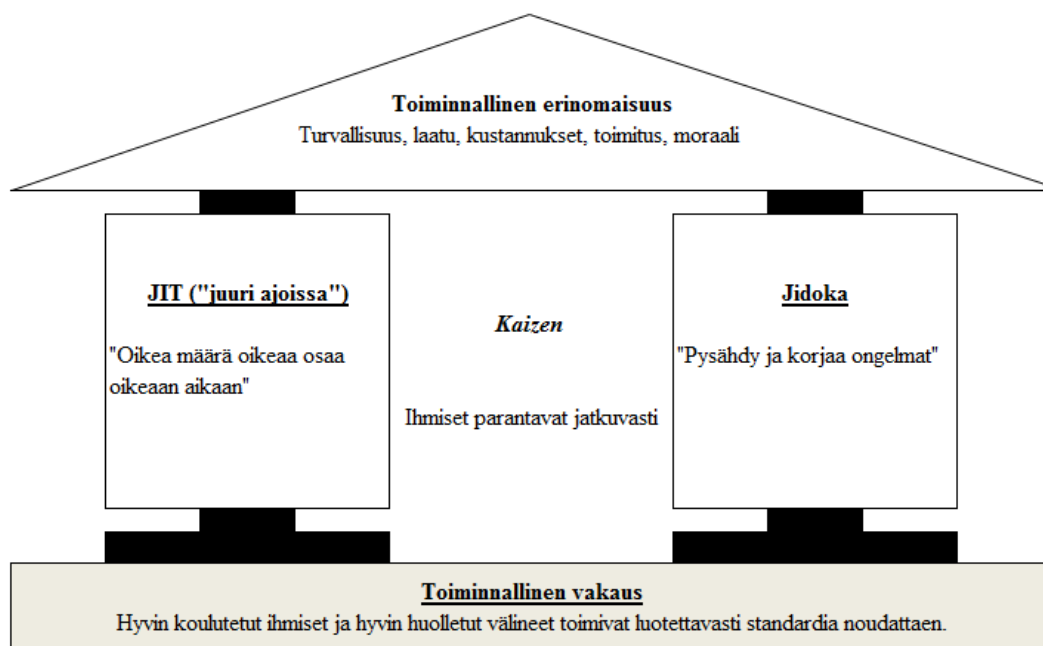 Toiminnallinen erinomaisuus
Turvallisuus, laatu, kustannukset, toimitus, moraali
JIT ("juuri ajoissa")
"Oikea määrä oikeaa osaa
oikeaan aikaan"
Kaizen
Ihmiset parantavat jatkuvasti
Jidoka
"Pysähdy ja korjaa ongelmat"
Toiminnallinen vakaus
Hyvin koulutetut ihmiset ja hyvin huolletut välineet toimivat luotettavasti standardia noudattaen.